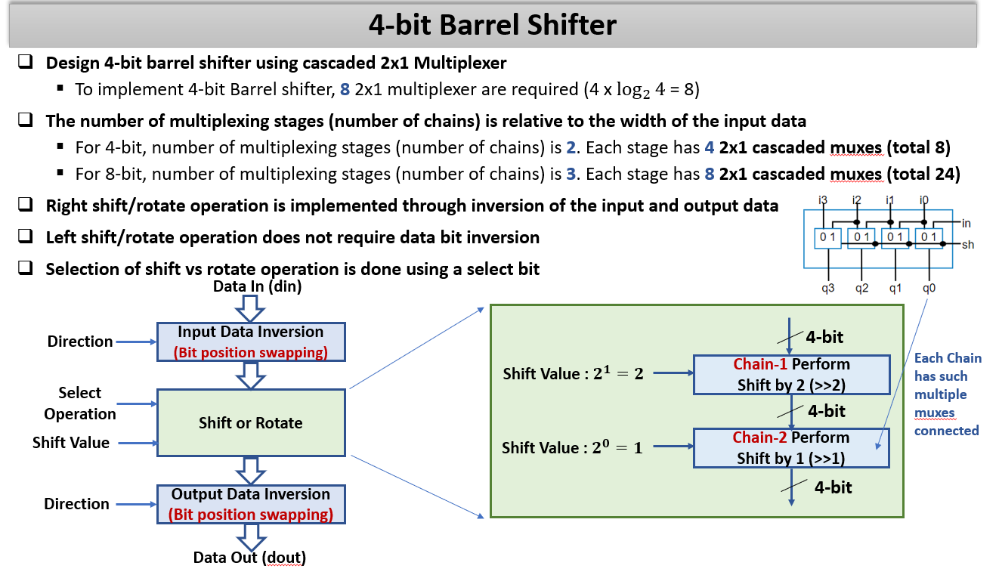 4-bit Barrel Shifter
❑ Design 4-bit barrel shifter using cascaded 2x1 Multiplexer
▪ To implement 4-bit Barrel shifter, 8 2x1 multiplexer are required (4 x log₂ 4 = 8)
❑ The number of multiplexing stages (number of chains) is relative to the width of the input data
▪ For 4-bit, number of multiplexing stages (number of chains) is 2. Each stage has 4 2x1 cascaded muxes (total 8)
▪ For 8-bit, number of multiplexing stages (number of chains) is 3. Each stage has 8 2x1 cascaded muxes (total 24)
❑ Right shift/rotate operation is implemented through inversion of the input and output data
❑ Left shift/rotate operation does not require data bit inversion
❑ Selection of shift vs rotate operation is done using a select bit
i3 i2 i1 i0
in
0 1 0 1 0 1 0 1
sh
q3 q2 q1 q0
Data In (din)
Direction
Input Data Inversion
(Bit position swapping)
Select
Operation
Shift Value
Shift or Rotate
Direction
Output Data Inversion
(Bit position swapping)
Data Out (dout)
4-bit
Shift Value : 2¹ = 2
Chain-1 Perform
Shift by 2 (>>2)
4-bit
Shift Value : 2⁰ = 1
Chain-2 Perform
Shift by 1 (>>1)
4-bit
Each Chain
has such
multiple
muxes
connected